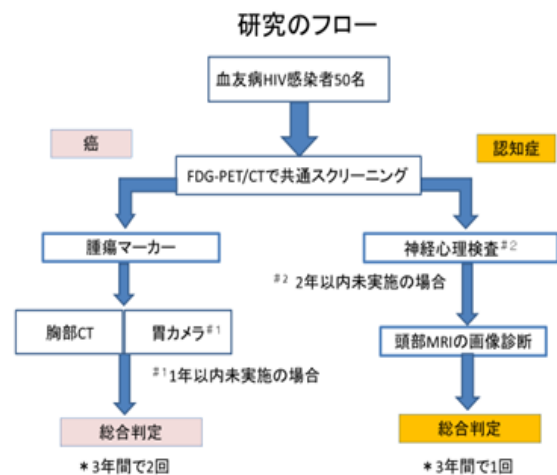 研究のフロー
血友病HIV感染者50名
癌
認知症
FDG-PET/CTで共通スクリーニング
腫瘍マーカー
神経心理検査#2
#2 2年以内未実施の場合
胸部CT
胃カメラ#1
頭部MRIの画像診断
#1 1年以内未実施の場合
総合判定
総合判定
*3年間で2回
*3年間で1回